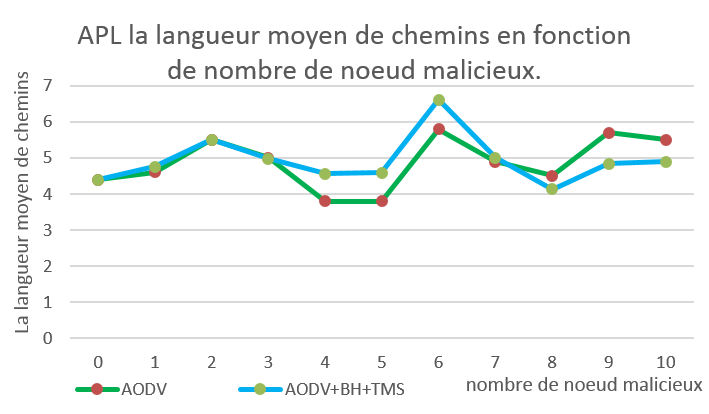 APL la langueur moyen de chemins en fonction
de nombre de noeud malicieux.
La langueur moyen de chemins
7
6
5
4
3
2
1
0
0 1 2 3 4 5 6 7 8 9 10
AODV AODV+BH+TMS nombre de noeud malicieux